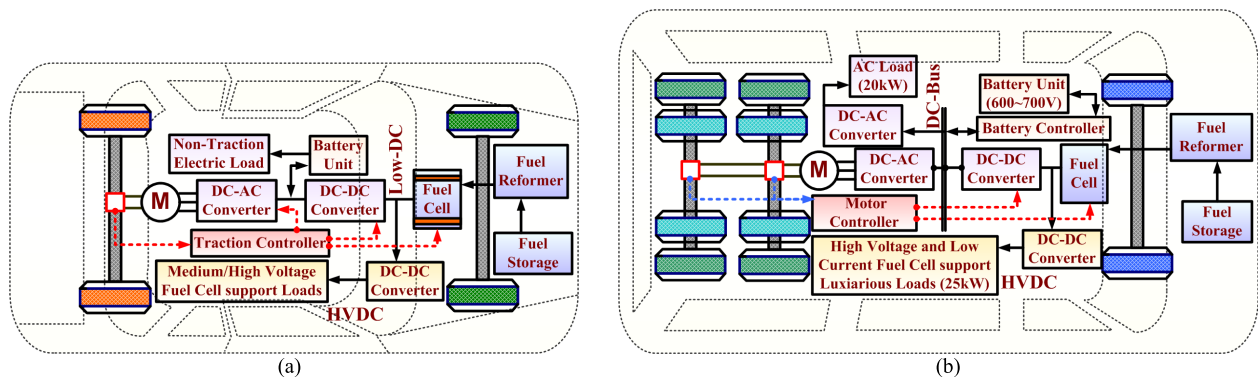 Non-Traction
Electric Load
Battery
Unit
Low-DC
M
DC-AC
Converter
DC-DC
Converter
Fuel
Cell
Fuel
Reformer
Traction Controller
Fuel
Storage
Medium/High Voltage
Fuel Cell support Loads
DC-DC
Converter
HVDC
(a)
AC Load
(20kW)
DC-Bus
Battery Unit
(600~700V)
DC-AC
Converter
Battery Controller
Fuel
Reformer
M
DC-AC
Converter
DC-DC
Converter
Fuel
Cell
Motor
Controller
Fuel
Storage
High Voltage and Low
Current Fuel Cell support
Luxiarious Loads (25kW)
DC-DC
Converter
HVDC
(b)